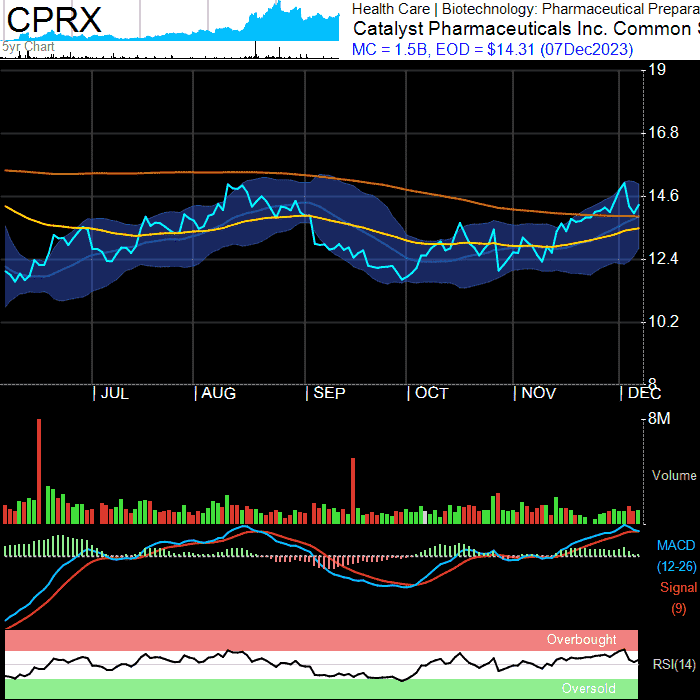 CPRX
5yr Chart
Health Care | Biotechnology: Pharmaceutical Prepara
Catalyst Pharmaceuticals Inc. Common S
MC = 1.5B, EOD = $14.31 (07Dec2023)
19
16.8
14.6
12.4
10.2
8
JUL
AUG
SEP
OCT
NOV
DEC
8M
Volume
MACD
(12-26)
Signal
(9)
Overbought
RSI(14)
Oversold